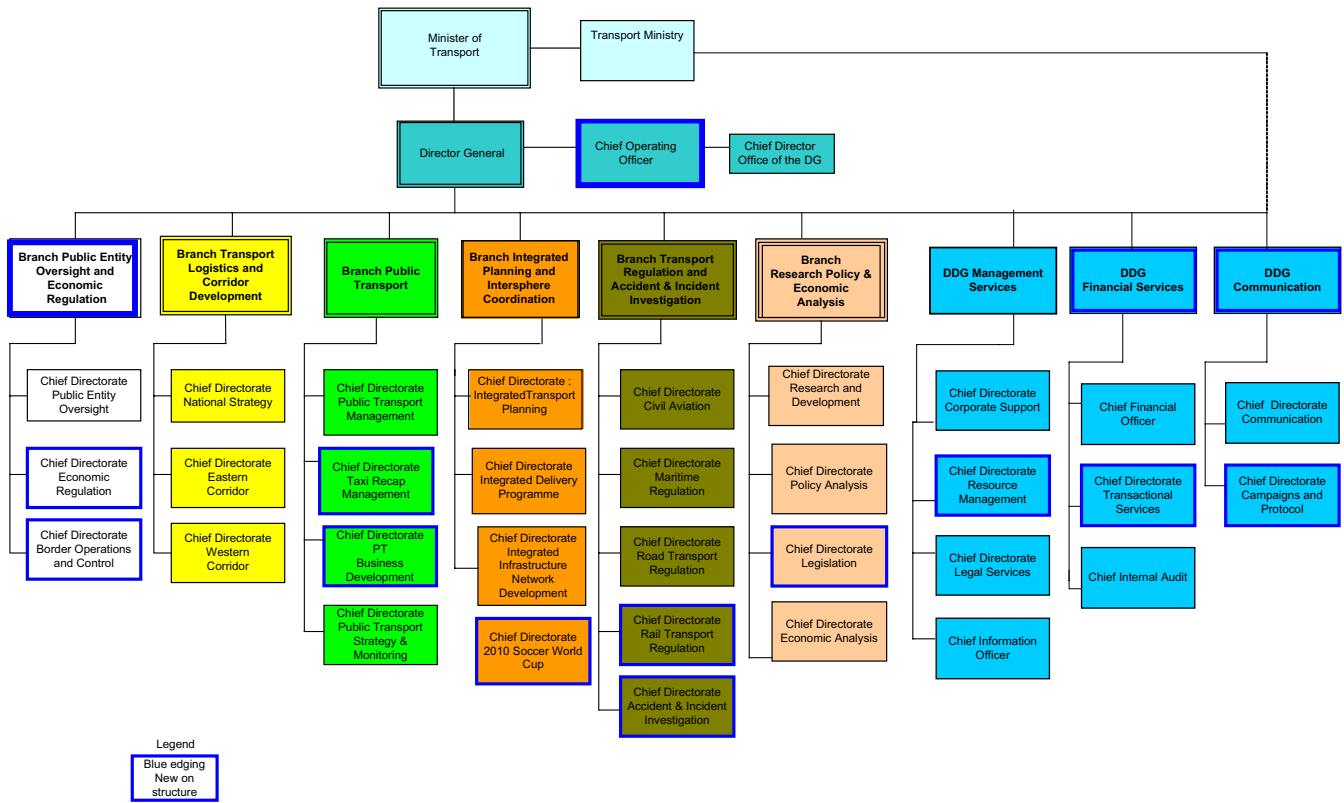 Minister of
Transport
Transport Ministry
Director General
Chief Operating
Officer
Chief Director
Office of the DG
Branch Public Entity
Oversight and
Economic
Regulation
Branch Transport
Logistics and
Corridor
Development
Branch Public
Transport
Branch Integrated
Planning and
Intersphere
Coordination
Branch Transport
Regulation and
Accident & Incident
Investigation
Branch
Research Policy &
Economic
Analysis
DDG Management
Services
DDG
Financial Services
DDG
Communication
Chief Directorate
Public Entity
Oversight
Chief Directorate
Economic
Regulation
Chief Directorate
Border Operations
and Control
Chief Directorate
National Strategy
Chief Directorate
Eastern
Corridor
Chief Directorate
Western
Corridor
Chief Directorate
Public Transport
Management
Chief Directorate
Taxi Recap
Management
Chief Directorate
PT
Business
Development
Chief Directorate
Public Transport
Strategy &
Monitoring
Chief Directorate :
IntegratedTransport
Planning
Chief Directorate
Integrated Delivery
Programme
Chief Directorate
Integrated
Infrastructure
Network
Development
Chief Directorate
2010 Soccer World
Cup
Chief Directorate
Civil Aviation
Chief Directorate
Maritime
Regulation
Chief Directorate
Road Transport
Regulation
Chief Directorate
Rail Transport
Regulation
Chief Directorate
Accident & Incident
Investigation
Chief Directorate
Research and
Development
Chief Directorate
Policy Analysis
Chief Directorate
Legislation
Chief Directorate
Economic Analysis
Chief Directorate
Corporate Support
Chief Directorate
Resource
Management
Chief Directorate
Legal Services
Chief Information
Officer
Chief Financial
Officer
Chief Directorate
Transactional
Services
Chief Internal Audit
Chief Directorate
Communication
Chief Directorate
Campaigns and
Protocol
Legend
Blue edging
New on
structure